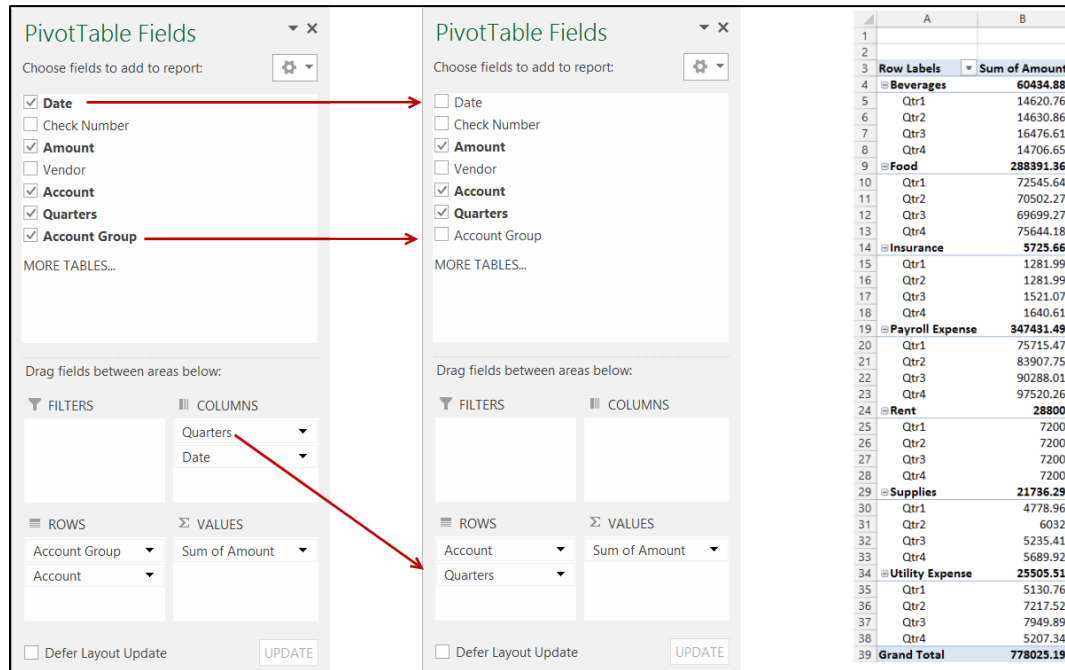 PivotTable Fields
Choose fields to add to report:
Date
Check Number
Amount
Vendor
Account
Quarters
Account Group
MORE TABLES...
Drag fields between areas below:
FILTERS
COLUMNS
Quarters
Date
ROWS
VALUES
Account Group
Sum of Amount
Account
Defer Layout Update
UPDATE
PivotTable Fields
Choose fields to add to report:
Date
Check Number
Amount
Vendor
Account
Quarters
Account Group
MORE TABLES...
Drag fields between areas below:
FILTERS
COLUMNS
ROWS
VALUES
Account
Sum of Amount
Quarters
Defer Layout Update
UPDATE
A B
1
2
3 Row Labels Sum of Amount
4 Beverages 60434.88
5 Qtr1 14620.76
6 Qtr2 14630.86
7 Qtr3 16476.61
8 Qtr4 14706.65
9 Food 288391.36
10 Qtr1 72545.64
11 Qtr2 70502.27
12 Qtr3 69699.27
13 Qtr4 75644.18
14 Insurance 5725.66
15 Qtr1 1281.99
16 Qtr2 1281.99
17 Qtr3 1521.07
18 Qtr4 1640.61
19 Payroll Expense 347431.49
20 Qtr1 75715.47
21 Qtr2 83907.75
22 Qtr3 90288.01
23 Qtr4 97520.26
24 Rent 28800
25 Qtr1 7200
26 Qtr2 7200
27 Qtr3 7200
28 Qtr4 7200
29 Supplies 21736.29
30 Qtr1 4778.96
31 Qtr2 6032
32 Qtr3 5235.41
33 Qtr4 5689.92
34 Utility Expense 25505.51
35 Qtr1 5130.76
36 Qtr2 7217.52
37 Qtr3 7949.89
38 Qtr4 5207.34
39 Grand Total 778025.19